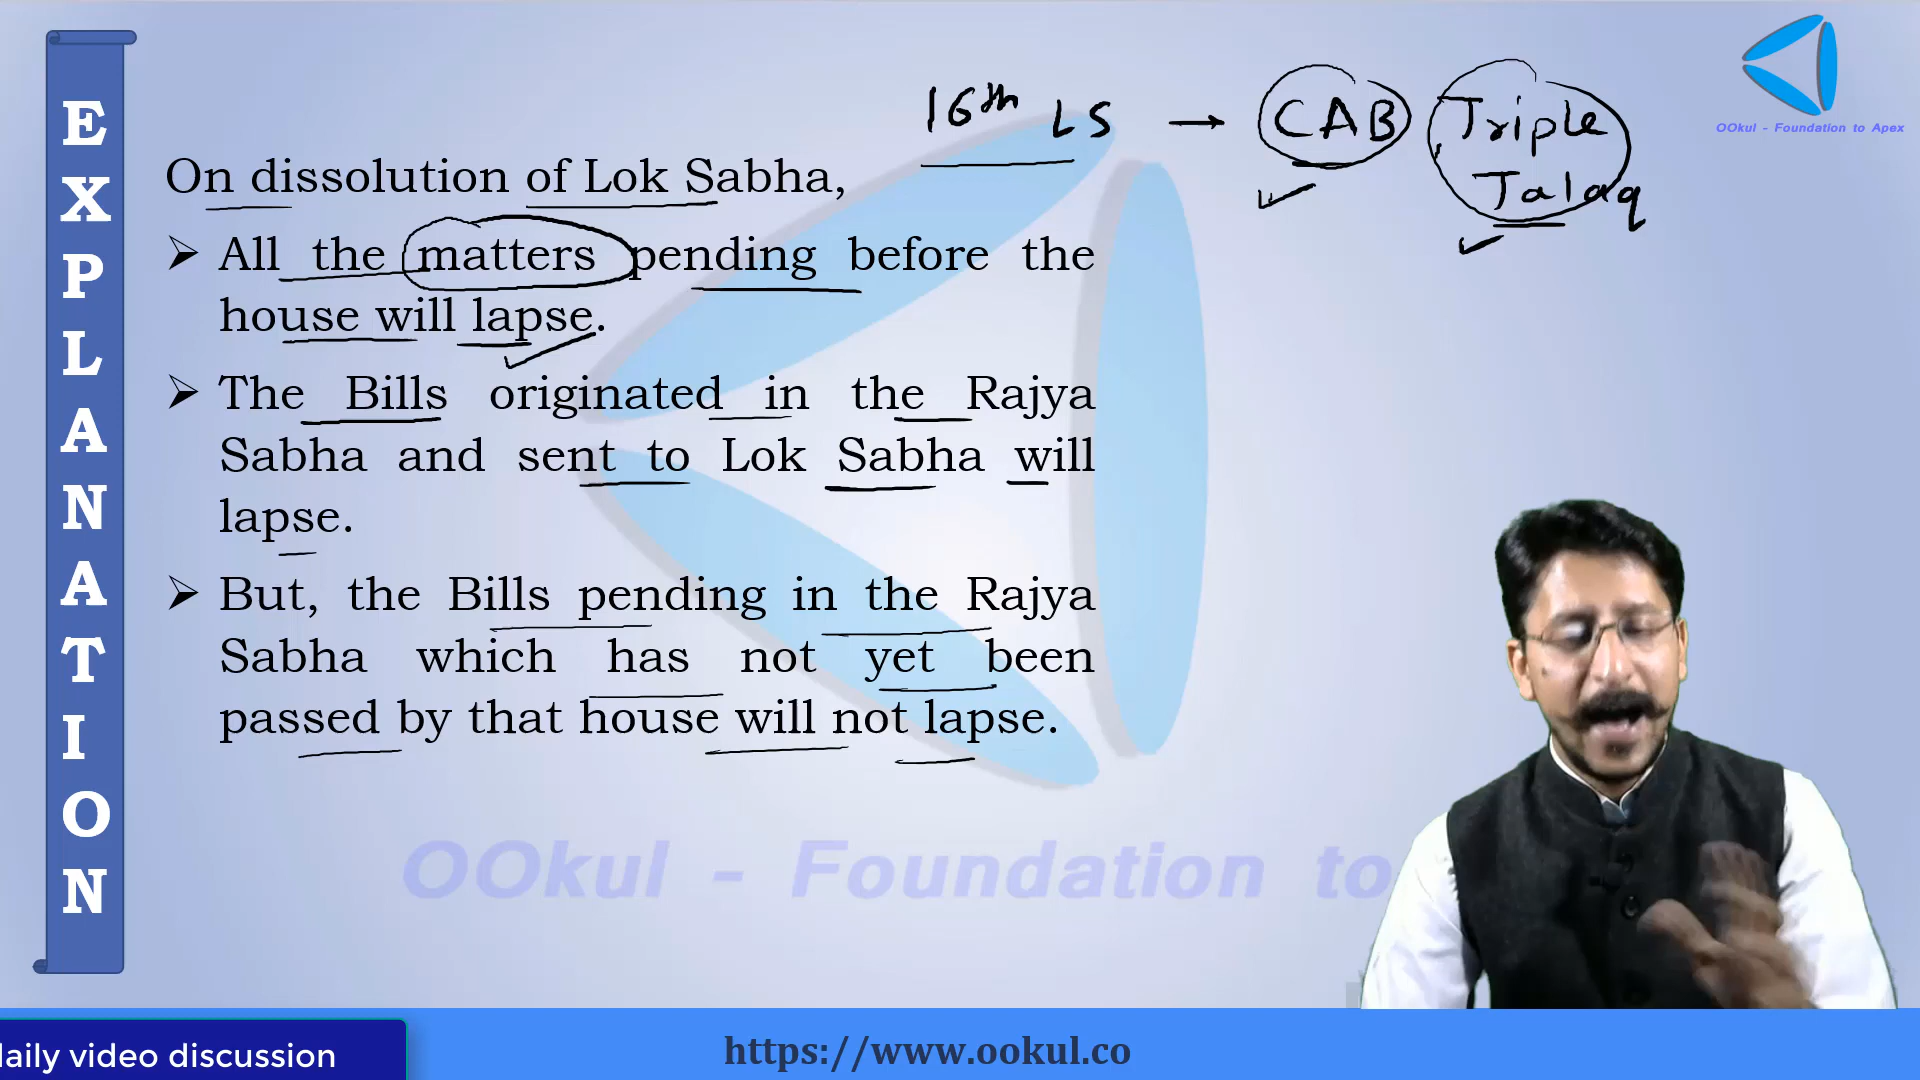 EXPLANATION
16th LS → CAB Triple
Talaq
OOkul - Foundation to Apex
On dissolution of Lok Sabha,
➢ All the matters pending before the
house will lapse.
➢ The Bills originated in the Rajya
Sabha and sent to Lok Sabha will
lapse.
➢ But, the Bills pending in the Rajya
Sabha which has not yet been
passed by that house will not lapse.
OOkul - Foundation to
daily video discussion
https://www.ookul.co